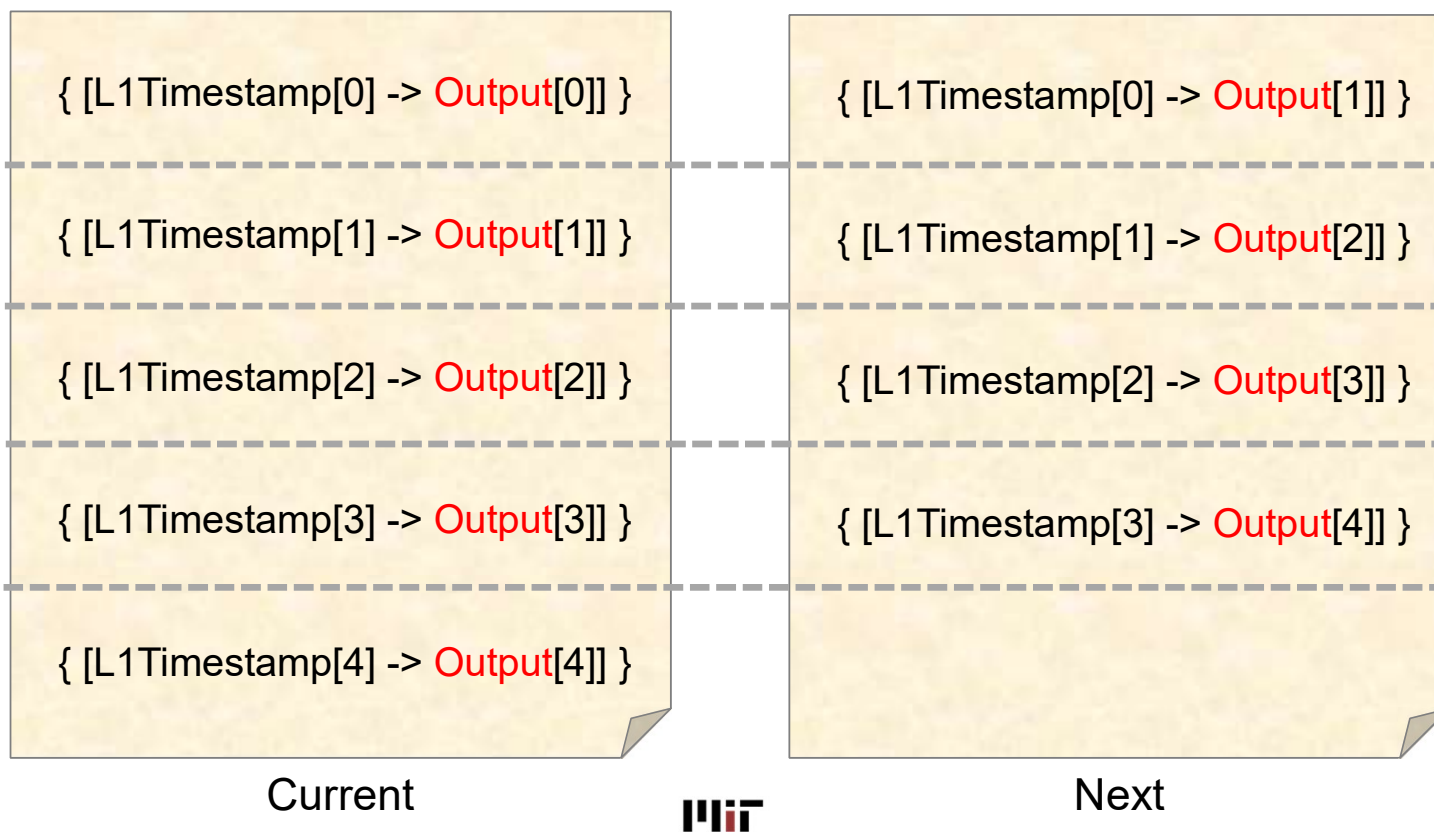 { [L1Timestamp[0] -> Output[0]] }
{ [L1Timestamp[1] -> Output[1]] }
{ [L1Timestamp[2] -> Output[2]] }
{ [L1Timestamp[3] -> Output[3]] }
{ [L1Timestamp[4] -> Output[4]] }
Current
{ [L1Timestamp[0] -> Output[1]] }
{ [L1Timestamp[1] -> Output[2]] }
{ [L1Timestamp[2] -> Output[3]] }
{ [L1Timestamp[3] -> Output[4]] }
Next
MIT